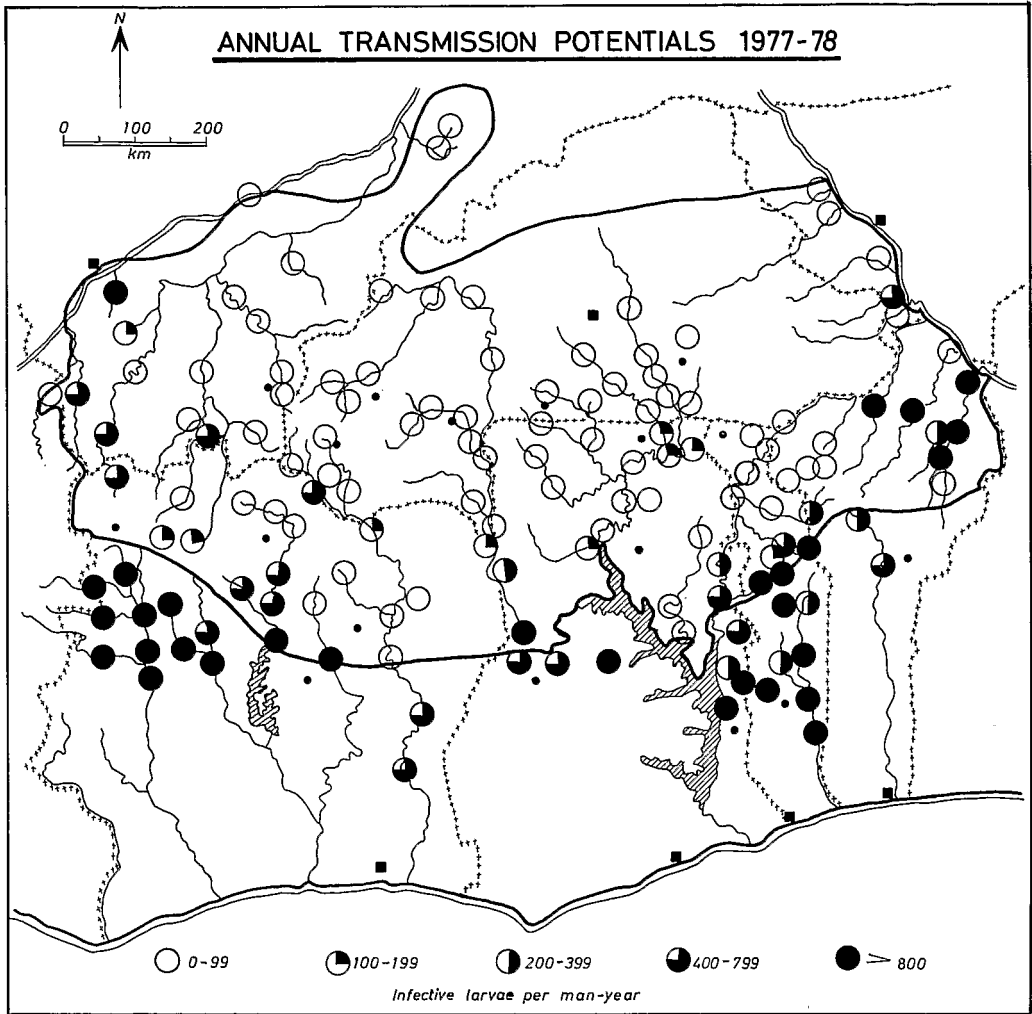 N
ANNUAL TRANSMISSION POTENTIALS 1977-78
0 100 200
km
0-99 100-199 200-399 400-799 ≥ 800
Infective larvae per man-year